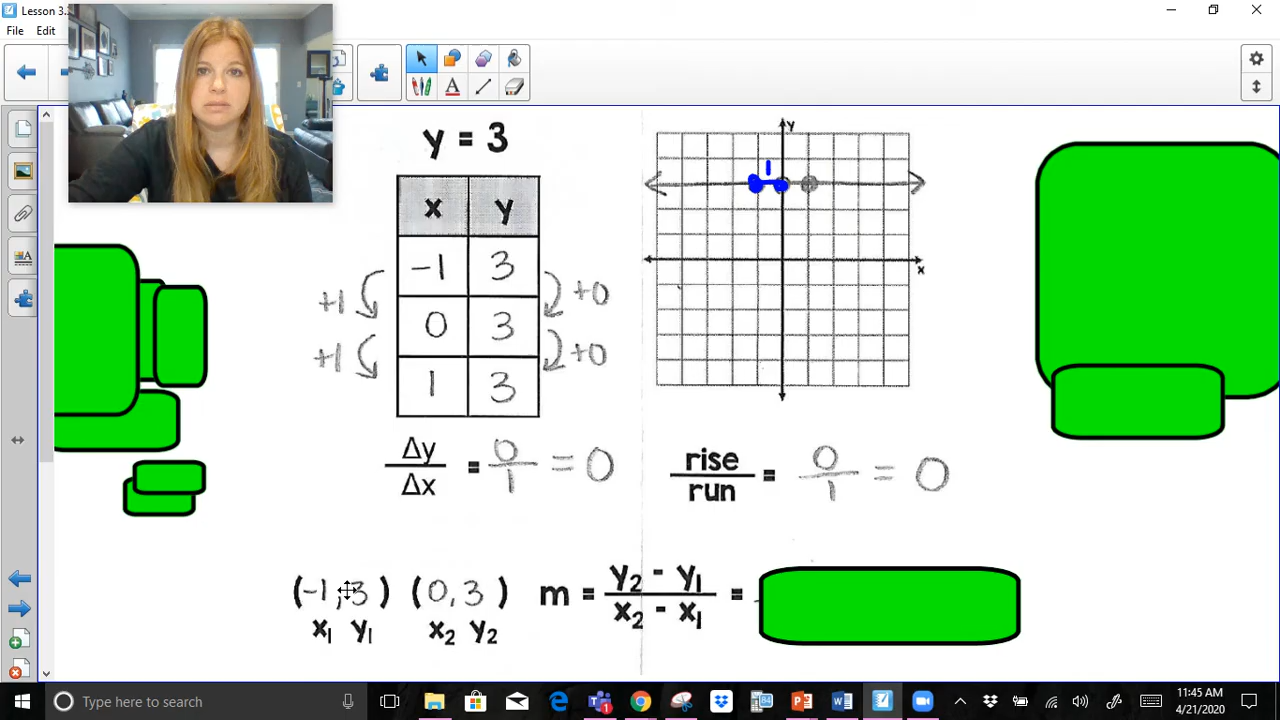 Lesson 3.
File
y = 3
x y
-1 3
0 3
1 3
+1
+0
+1
+0
Δy/Δx = 0/1 = 0
y
1
x
rise/run = 0/1 = 0
(-1, 3) (0, 3) m = y₂ - y₁ / x₂ - x₁ =
x₁ y₁ x₂ y₂
Type here to search
11:45 AM
4/21/2020